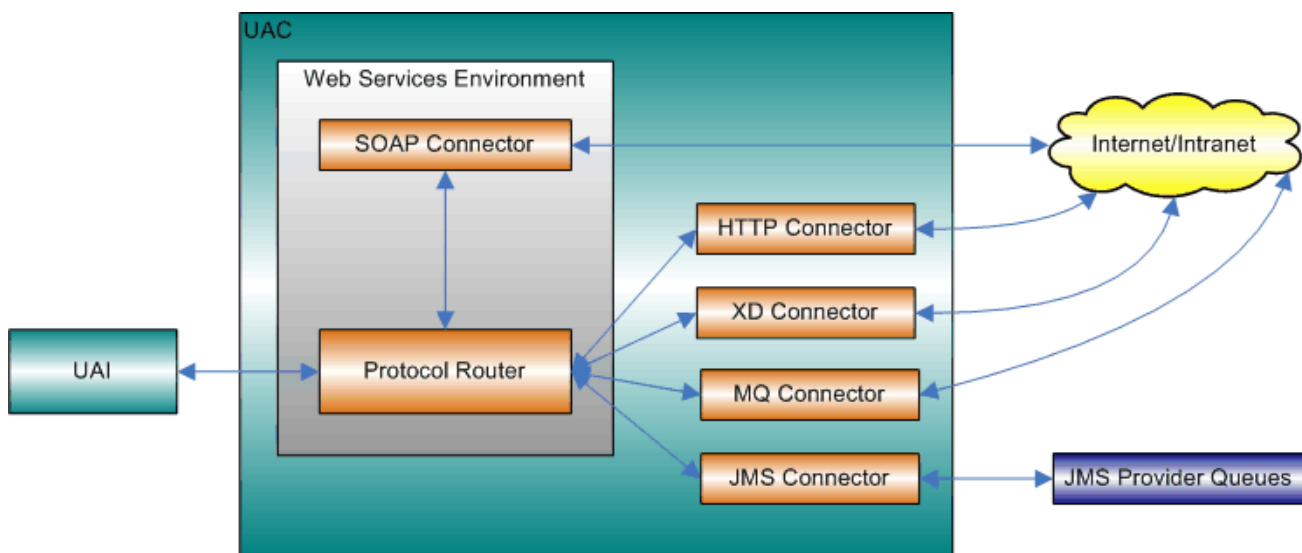 UAC
Web Services Environment
SOAP Connector
Internet/Intranet
HTTP Connector
XD Connector
UAI
Protocol Router
MQ Connector
JMS Connector
JMS Provider Queues